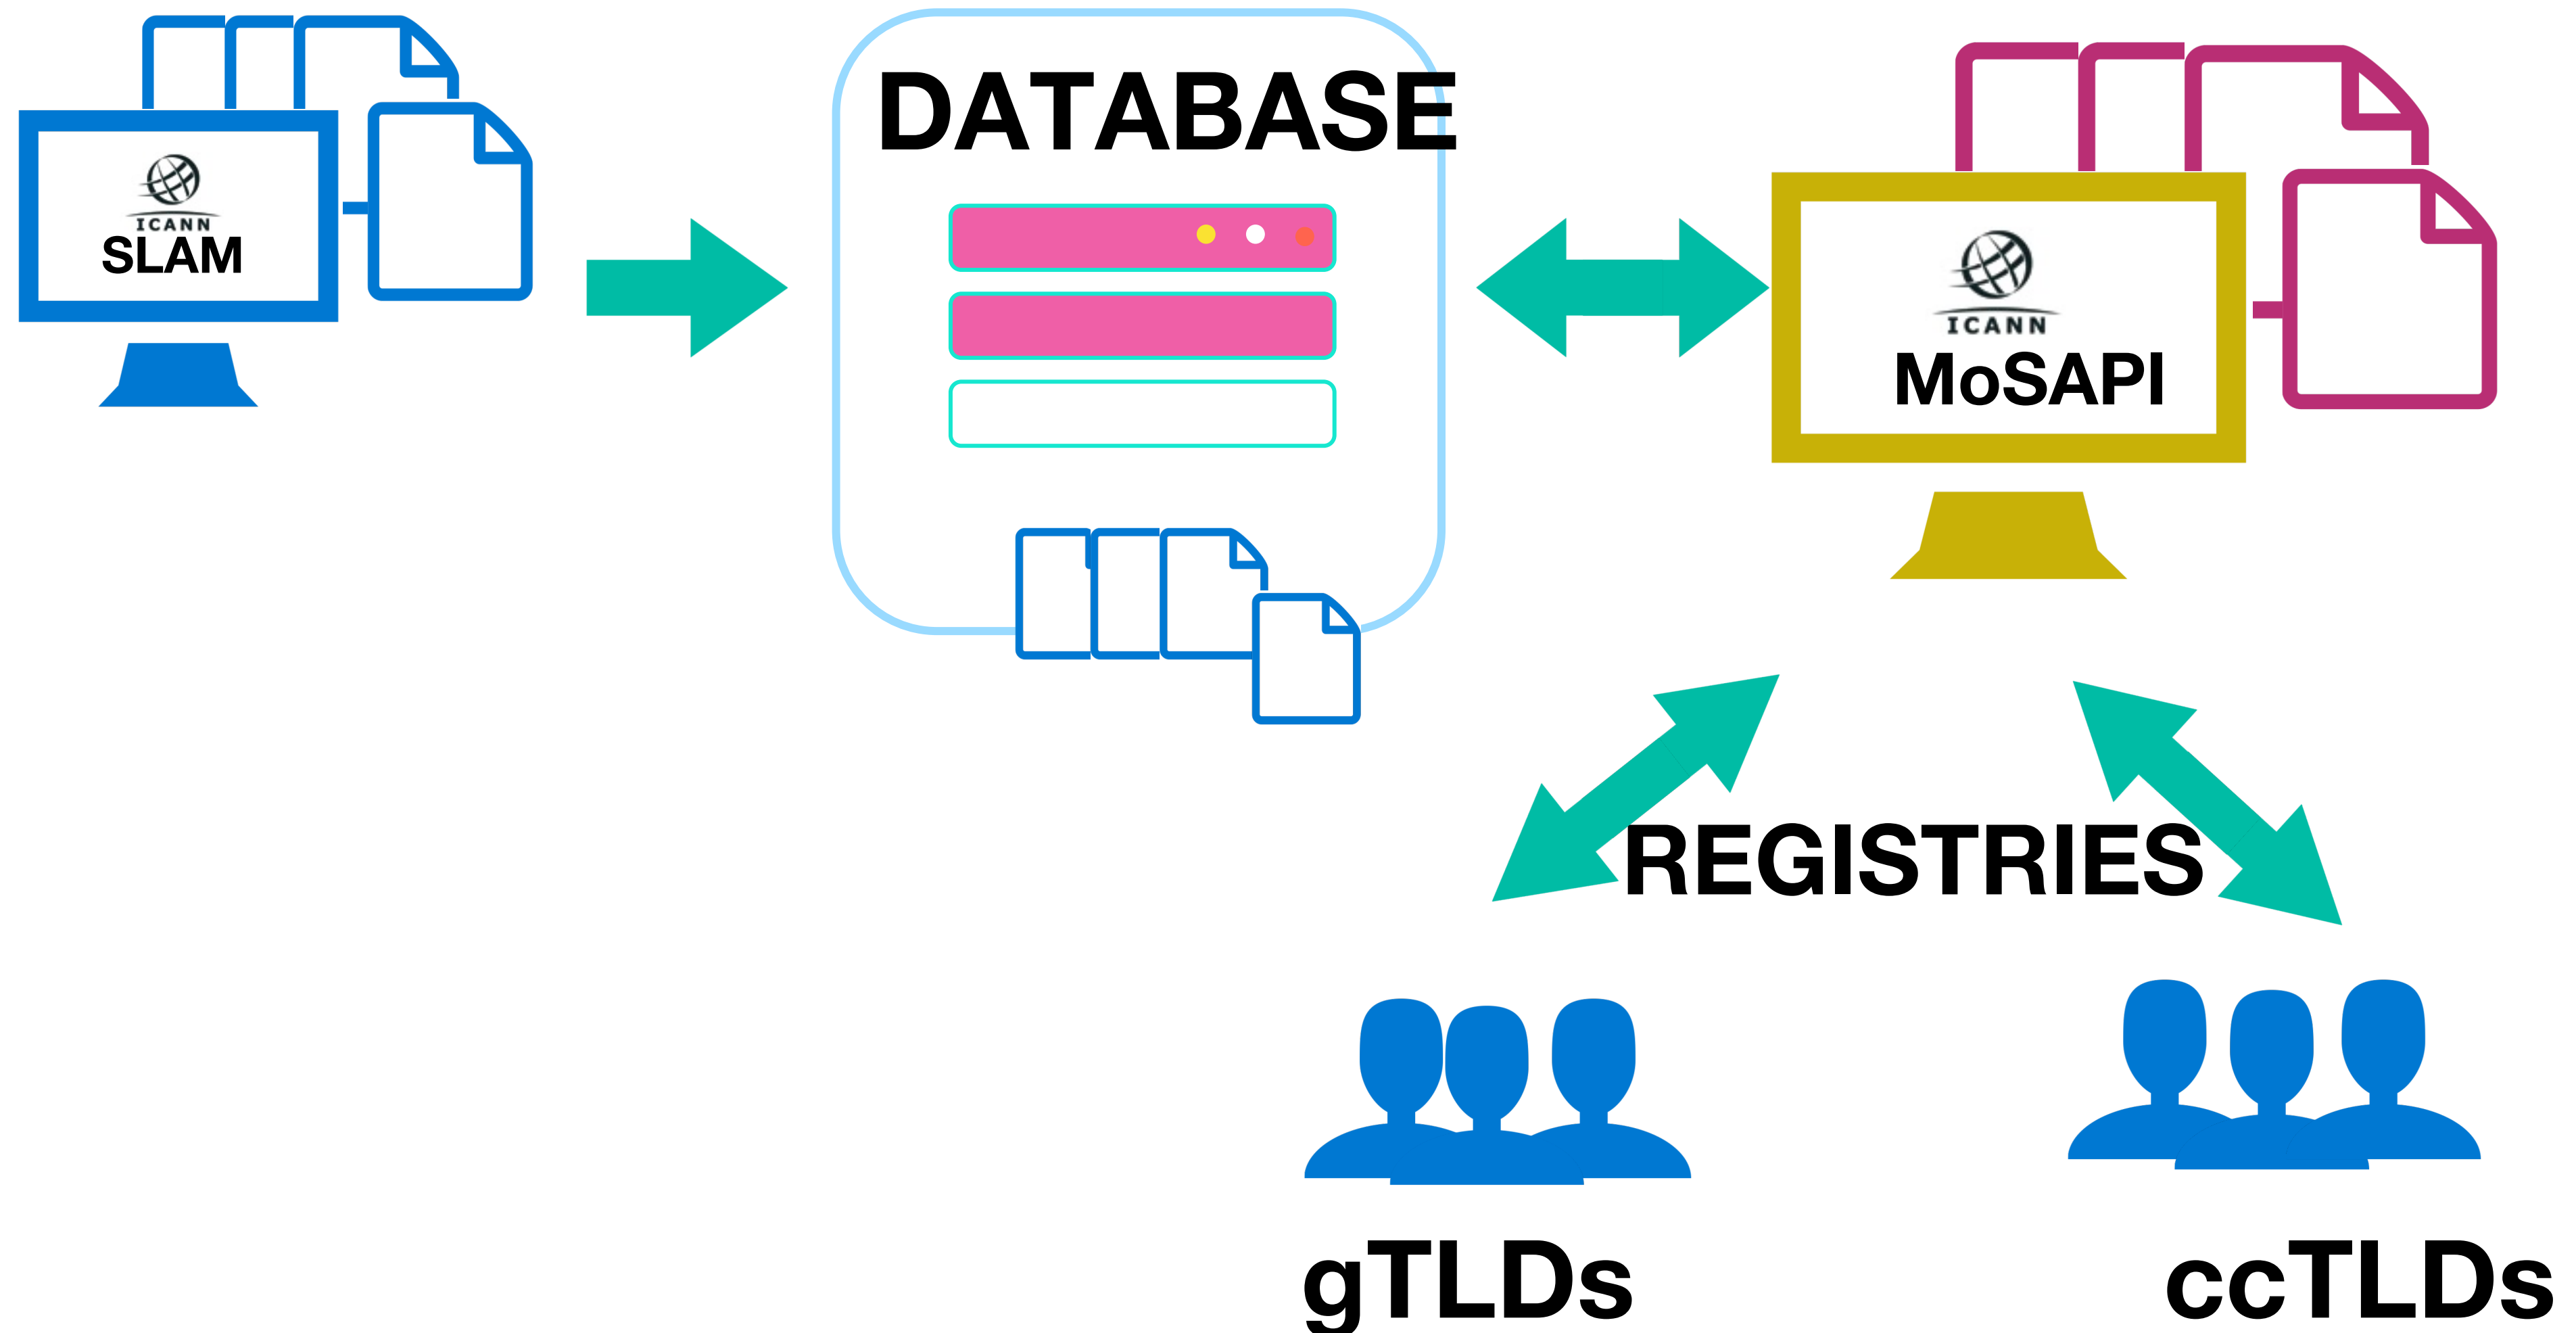 ICANN
SLAM
DATABASE
ICANN
MoSAPI
REGISTRIES
gTLDs
ccTLDs